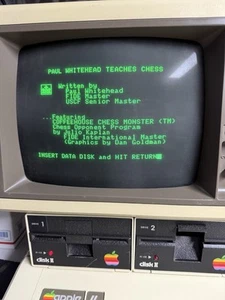 PAUL WHITEHEAD TEACHES CHESS
Written by
Paul Whitehead
FIDE Master
USCF Senior Master
...Featuring
COFFEEHOUSE CHESS MONSTER (TM)
Chess Opponent Program
by Julio Kaplan
FIDE International Master
(Graphics by Dan Goldman)
INSERT DATA DISK and HIT RETURN
1
2
disk II
disk II
apple II